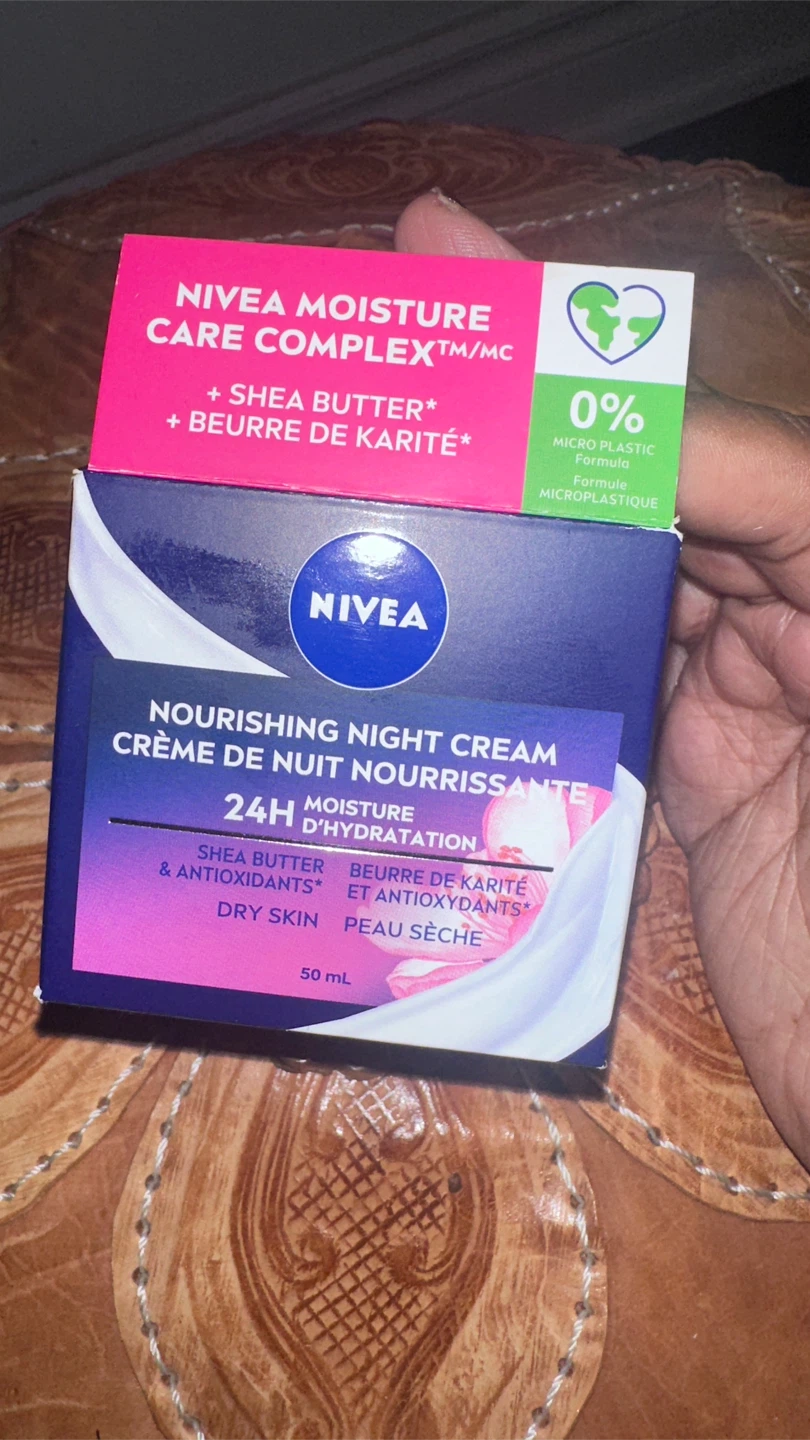 NIVEA MOISTURE
CARE COMPLEX™/MC
+ SHEA BUTTER*
+ BEURRE DE KARITÉ*
0%
MICRO PLASTIC
Formula
Formule
MICROPLASTIQUE
NIVEA
NOURISHING NIGHT CREAM
CRÈME DE NUIT NOURRISSANTE
24H MOISTURE
D'HYDRATATION
SHEA BUTTER
& ANTIOXIDANTS*
BEURRE DE KARITÉ
ET ANTIOXYDANTS*
DRY SKIN
PEAU SÈCHE
50 mL